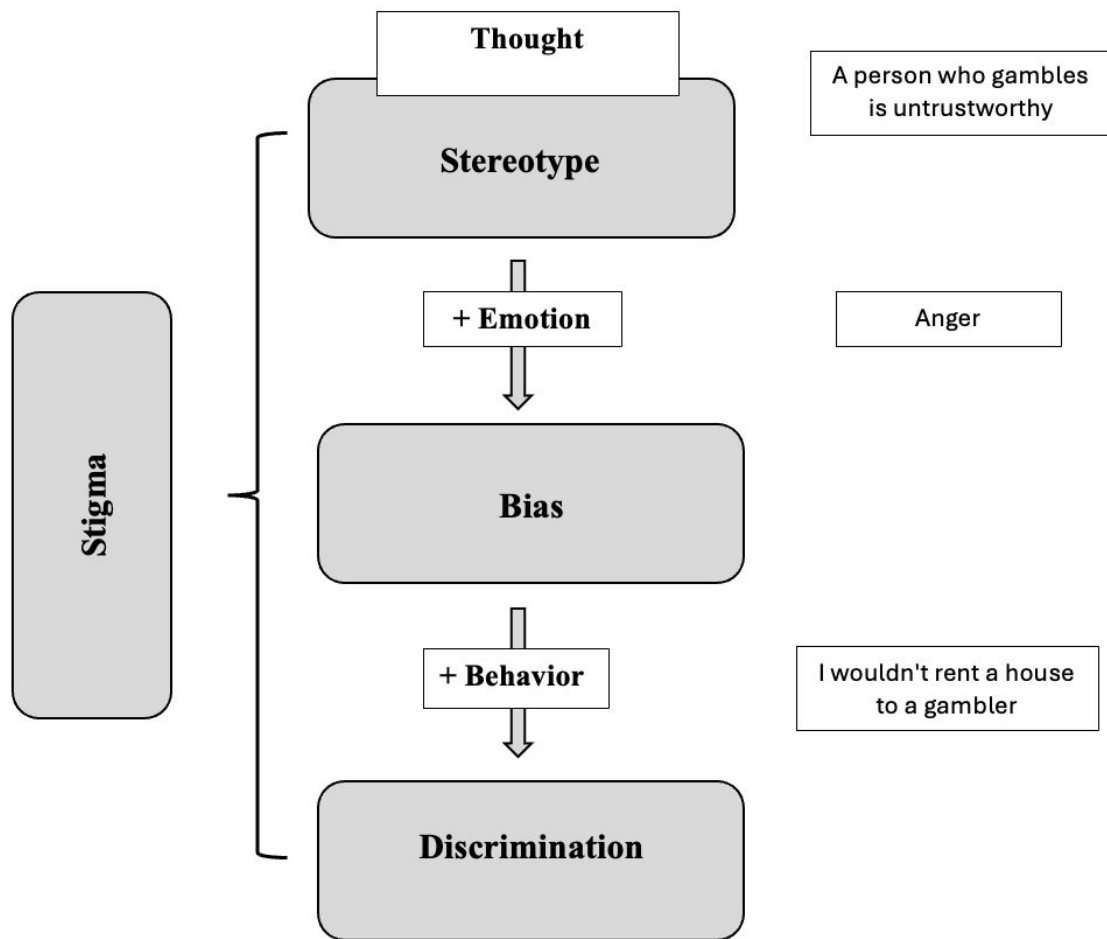 Thought
A person who gambles
is untrustworthy
Stereotype
+ Emotion
Anger
Stigma
Bias
+ Behavior
I wouldn't rent a house
to a gambler
Discrimination